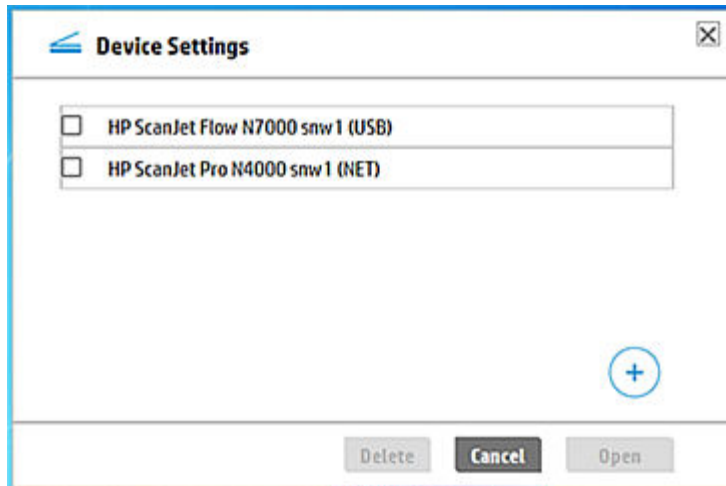 Device Settings
HP ScanJet Flow N7000 snw1 (USB)
HP ScanJet Pro N4000 snw1 (NET)
+
Delete Cancel Open